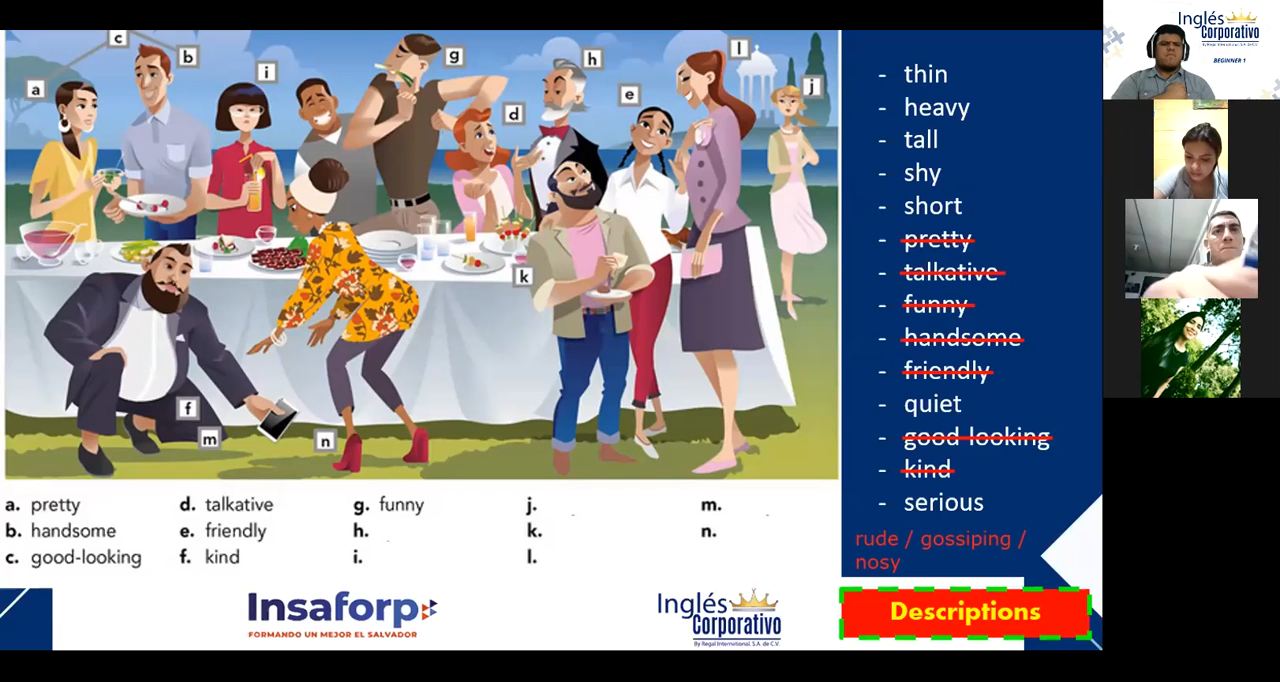 c
b
g
l
i
h
a
e
j
d
- thin
- heavy
- tall
- shy
- short
- pretty
- talkative
- funny
- handsome
- friendly
- quiet
- good looking
- kind
- serious
rude / gossiping /
nosy
k
f
m
n
a. pretty
b. handsome
c. good-looking
d. talkative
e. friendly
f. kind
g. funny
h.
i.
j.
k.
l.
m.
n.
Insaforp
FORMANDO UN MEJOR EL SALVADOR
Inglés
Corporativo
By Regal International, S.A. de C.V.
Descriptions
Inglés
Corporativo
BEGINNER 1